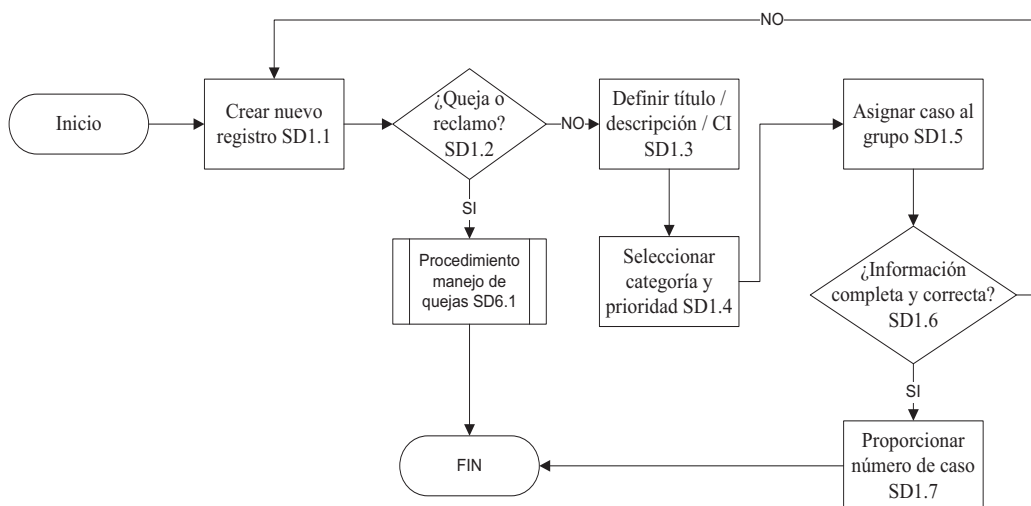 NO
Inicio
Crear nuevo
registro SD1.1
¿Queja o
reclamo?
SD1.2
NO
Definir título /
descripción / CI
SD1.3
Asignar caso al
grupo SD1.5
SI
Procedimiento
manejo de
quejas SD6.1
Seleccionar
categoría y
prioridad SD1.4
¿Información
completa y correcta?
SD1.6
SI
FIN
Proporcionar
número de caso
SD1.7